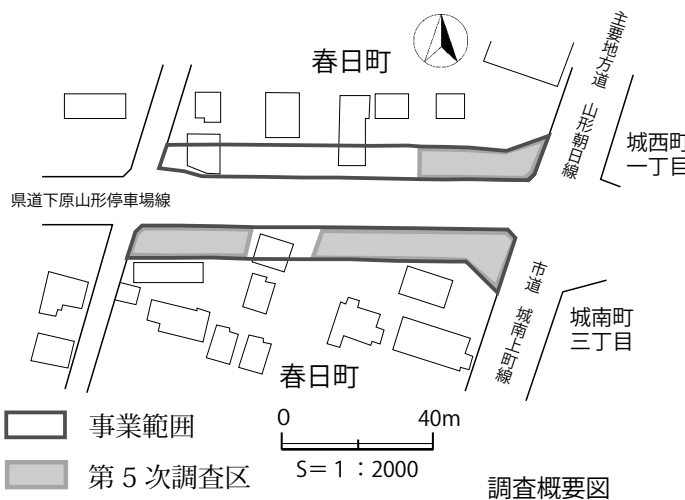 春日町
主要地方道　山形朝日線
城西町
一丁目
県道下原山形停車場線
市道　城南上町線
城南町
三丁目
春日町
事業範囲
0 40m
第5次調査区
S＝1：2000
調査概要図